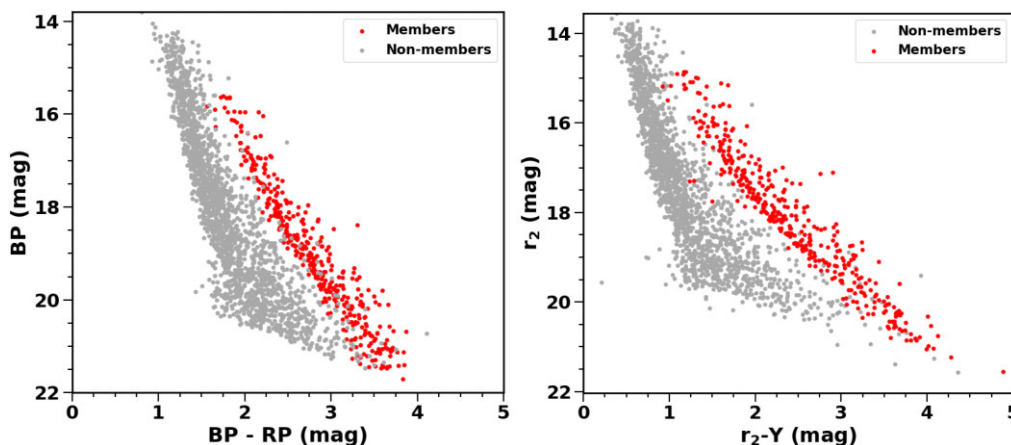 14
16
18
20
22
BP (mag)
Members
Non-members
0 1 2 3 4 5
BP - RP (mag)
14
16
18
20
22
r₂ (mag)
Non-members
Members
0 1 2 3 4 5
r₂-Y (mag)